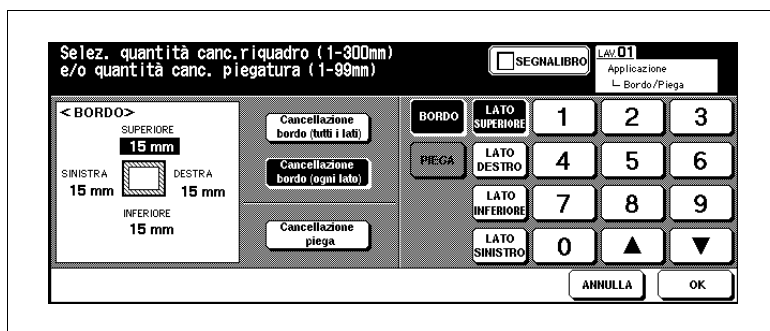 Selez. quantità canc.riquadro (1-300mm)
e/o quantità canc. piegatura (1-99mm)
SEGNALIBRO
LAV.01
Applicazione
Bordo/Piega
<BORDO>
SUPERIORE
15 mm
SINISTRA
15 mm
DESTRA
15 mm
INFERIORE
15 mm
Cancellazione
bordo (tutti i lati)
Cancellazione
bordo (ogni lato)
Cancellazione
piega
BORDO
PIEGA
LATO
SUPERIORE
LATO
DESTRO
LATO
INFERIORE
LATO
SINISTRO
1 2 3
4 5 6
7 8 9
0 ▲ ▼
ANNULLA
OK